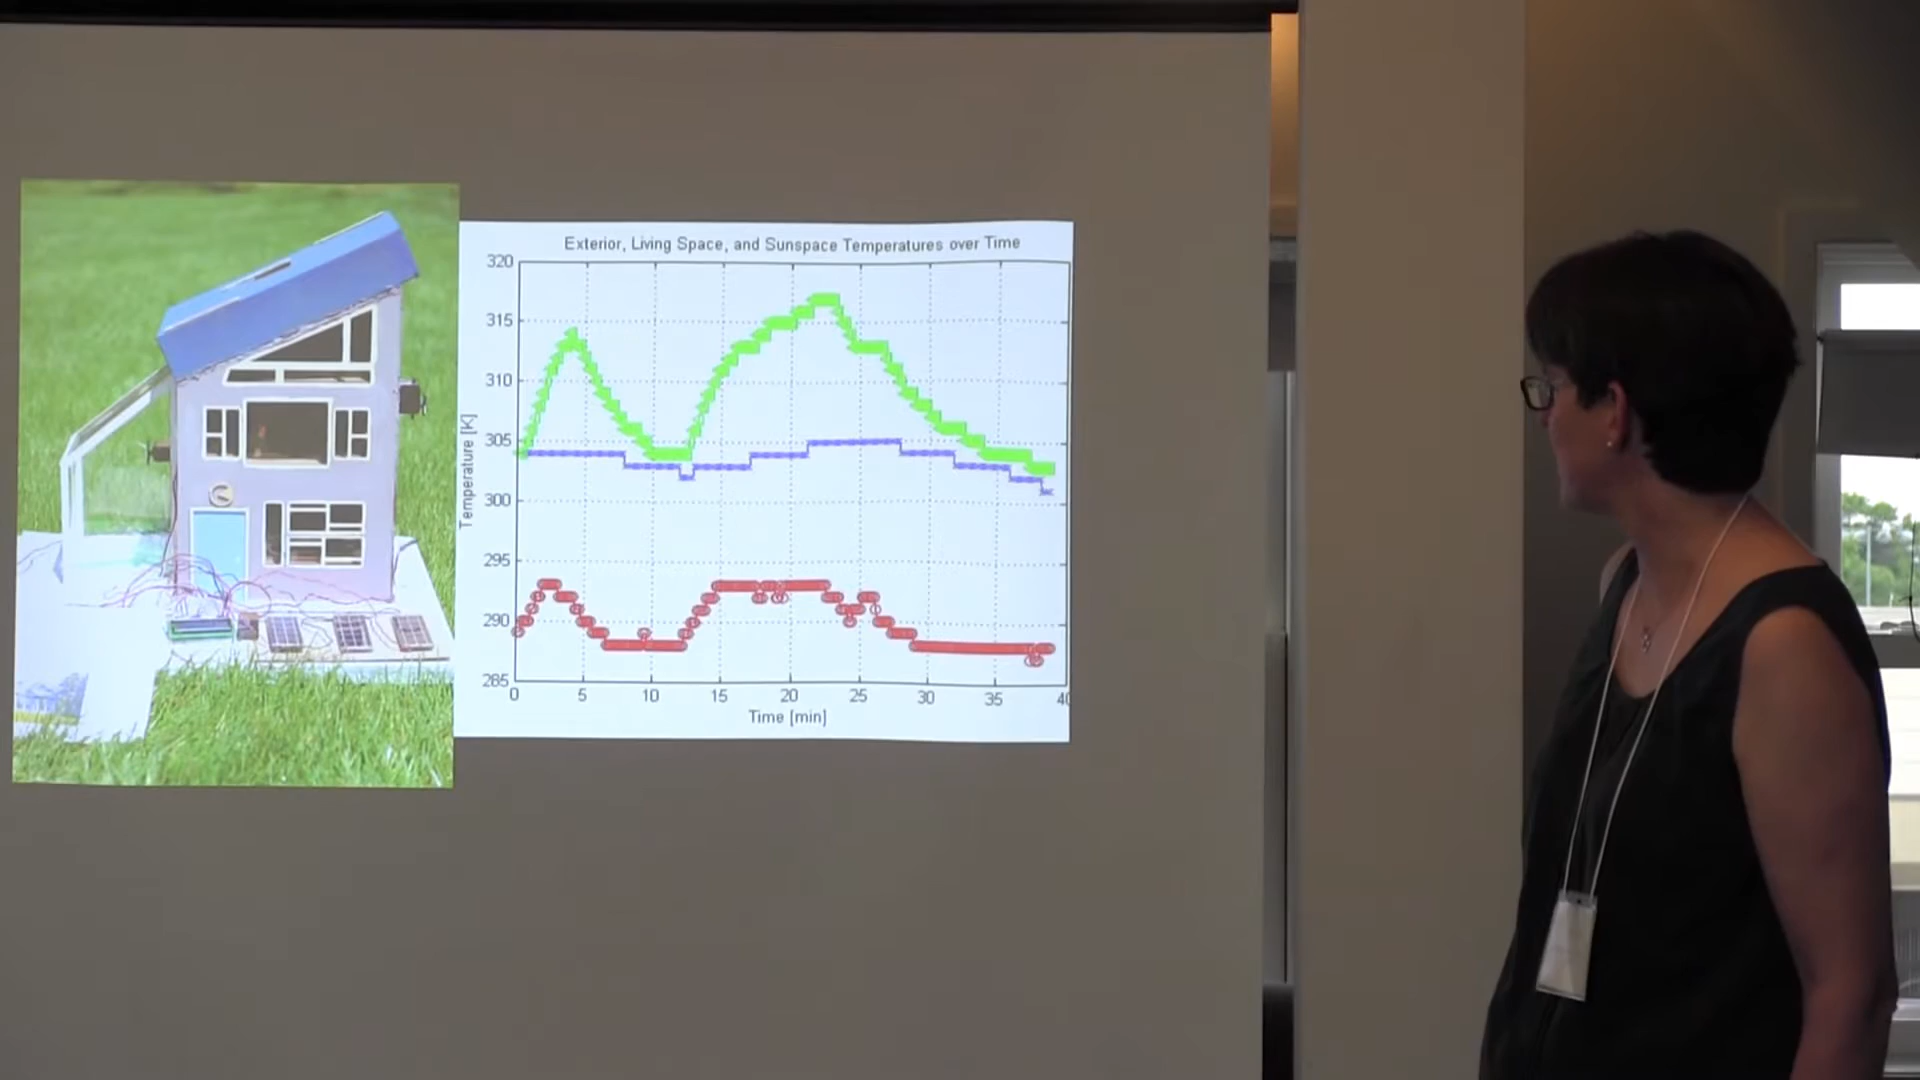 Exterior, Living Space, and Sunspace Temperatures over Time
320
315
310
305
300
295
290
285
Temperature [K]
0 5 10 15 20 25 30 35 40
Time [min]